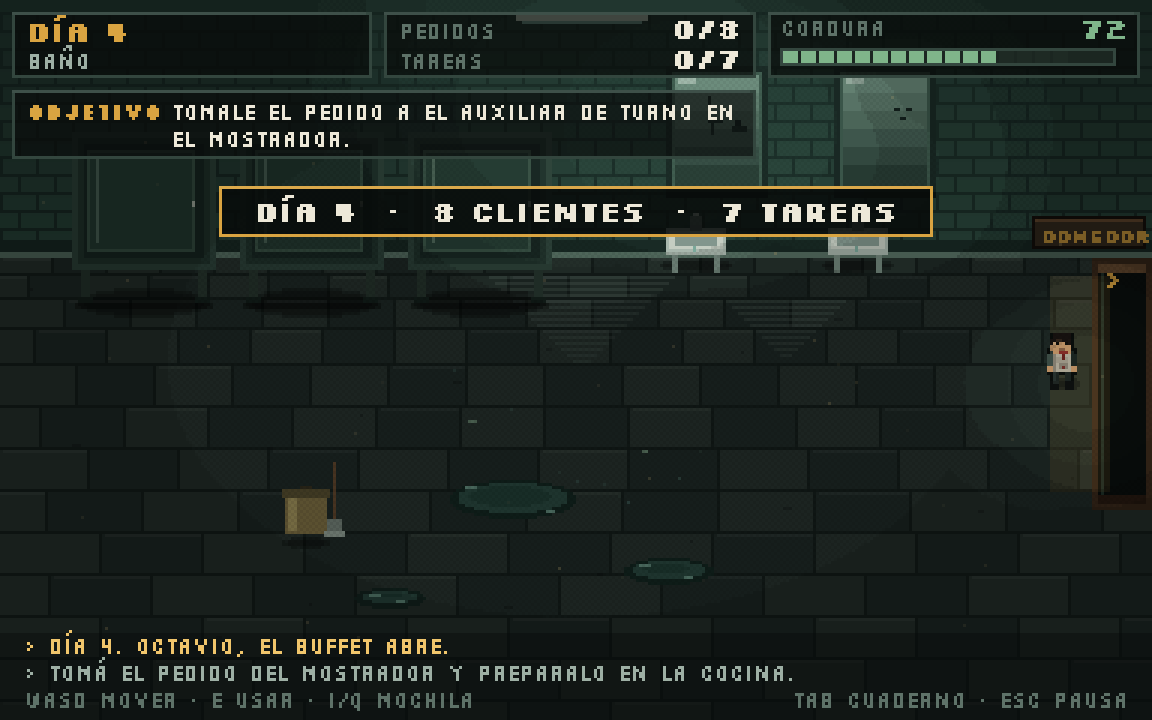 DÍA 4
BAÑO
PEDIDOS 0/8
TAREAS 0/7
CORDURA 72
OBJETIVO TOMALE EL PEDIDO A EL AUXILIAR DE TURNO EN
EL MOSTRADOR.
DÍA 4 · 8 CLIENTES · 7 TAREAS
COMEDOR
> DÍA 4. OCTAVIO, EL BUFFET ABRE.
> TOMÁ EL PEDIDO DEL MOSTRADOR Y PREPARALO EN LA COCINA.
WASD MOVER · E USAR · I/Q MOCHILA
TAB CUADERNO · ESC PAUSA